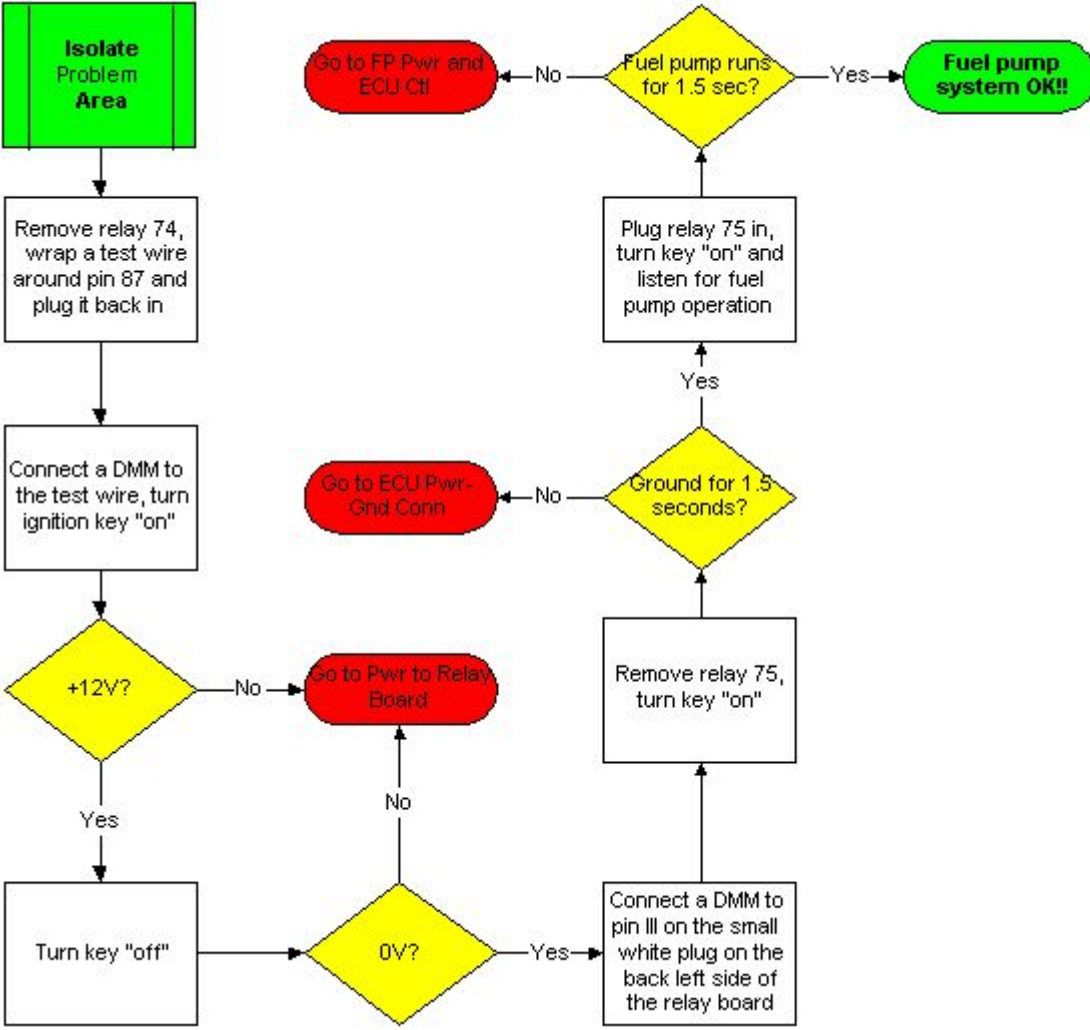 Isolate
Problem
Area
Remove relay 74,
wrap a test wire
around pin 87 and
plug it back in
Connect a DMM to
the test wire, turn
ignition key "on"
+12V?
No
Go to Pwr to Relay
Board
Yes
Turn key "off"
0V?
No
Yes
Connect a DMM to
pin III on the small
white plug on the
back left side of
the relay board
Remove relay 75,
turn key "on"
Ground for 1.5
seconds?
No
Go to ECU Pwr-
Gnd Conn
Yes
Plug relay 75 in,
turn key "on" and
listen for fuel
pump operation
Fuel pump runs
for 1.5 sec?
No
Go to FP Pwr and
ECU Ctl
Yes
Fuel pump
system OK!!